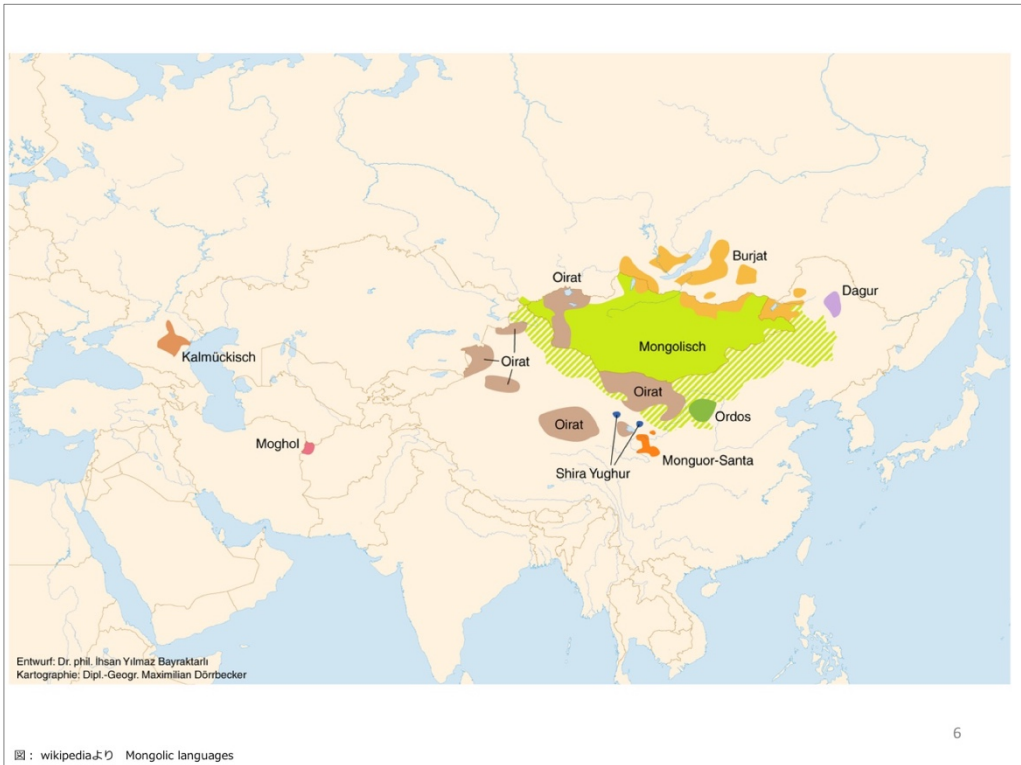 Burjat
Oirat
Dagur
Mongolisch
Kalmückisch
Oirat
Oirat
Ordos
Oirat
Moghol
Monguor-Santa
Shira Yughur
Entwurf: Dr. phil. İhsan Yılmaz Bayraktarlı
Kartographie: Dipl.-Geogr. Maximilian Dörrbecker
6
図： wikipediaより Mongolic languages